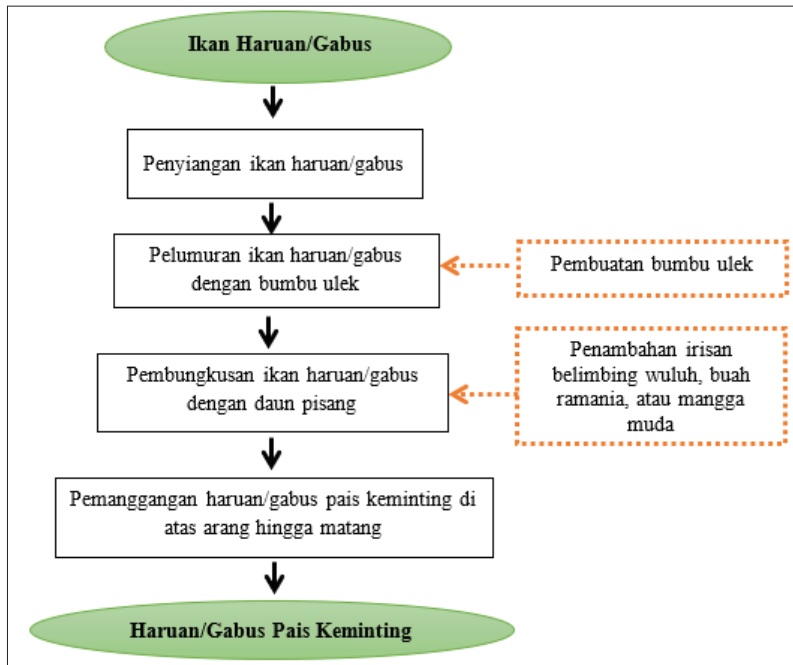 Ikan Haruan/Gabus
Penyiangan ikan haruan/gabus
Pelumuran ikan haruan/gabus
dengan bumbu ulek
Pembuatan bumbu ulek
Pembungkusan ikan haruan/gabus
dengan daun pisang
Penambahan irisan
belimbing wuluh, buah
ramania, atau mangga
muda
Pemanggangan haruan/gabus pais keminting di
atas arang hingga matang
Haruan/Gabus Pais Keminting